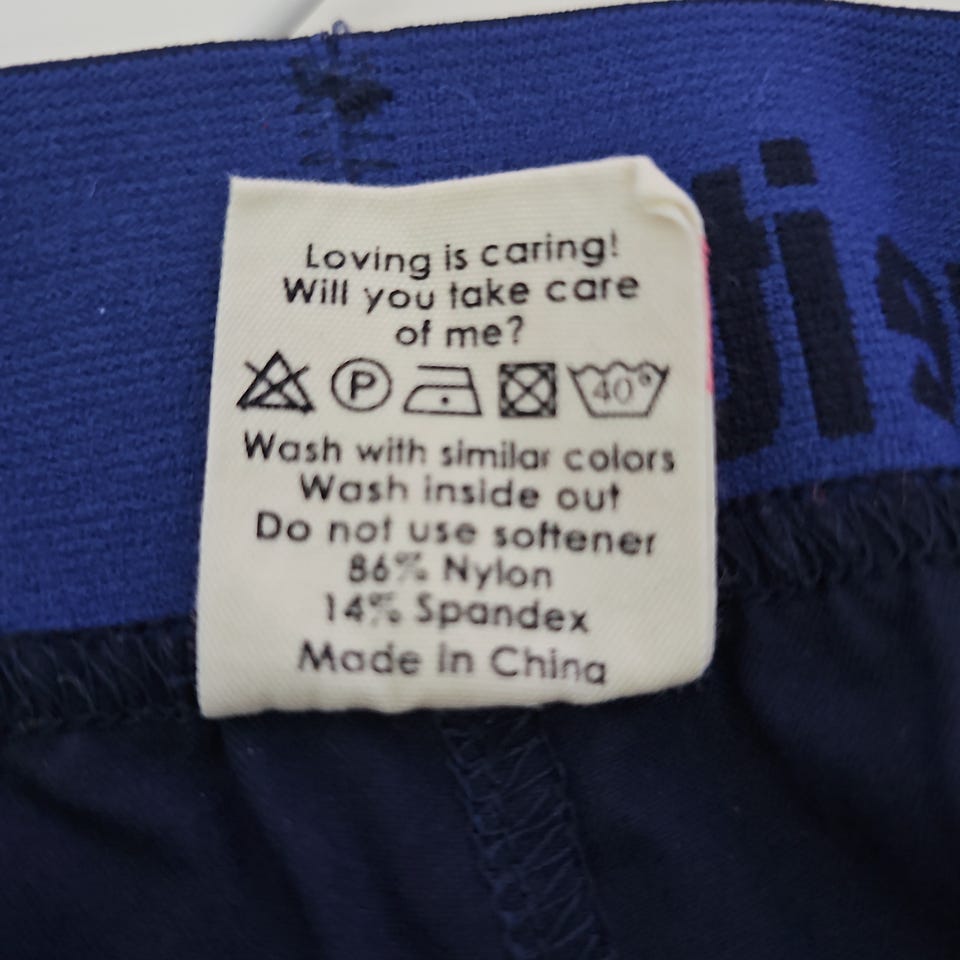 Loving is caring!
Will you take care
of me?
P
40°
Wash with similar colors
Wash inside out
Do not use softener
86% Nylon
14% Spandex
Made in China